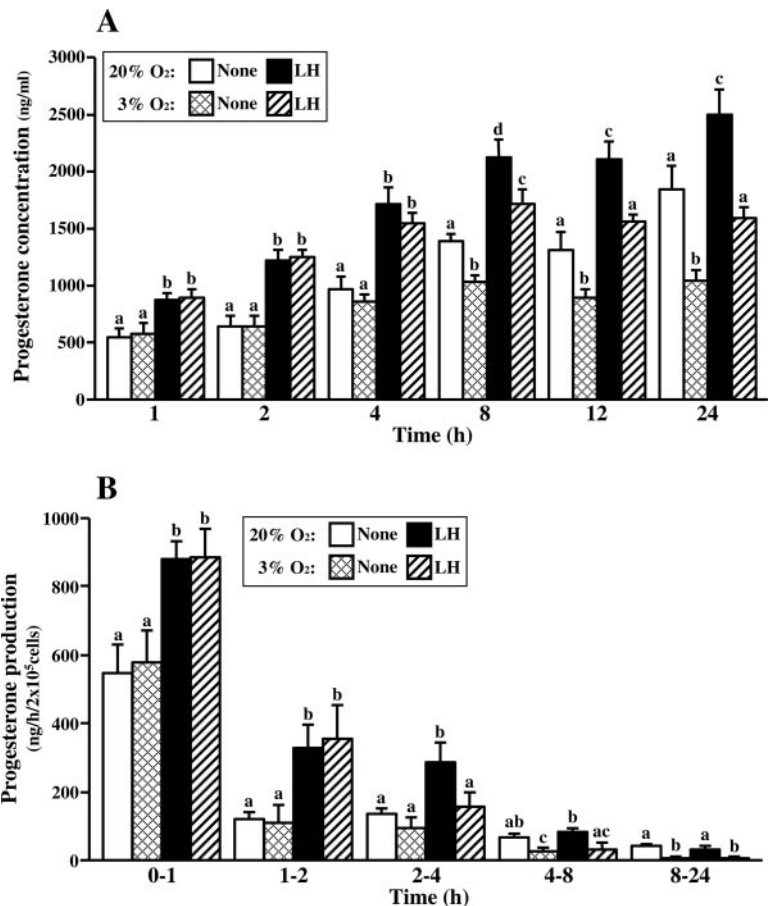 A
3000
2500
2000
1500
1000
500
0
Progesterone concentration (ng/ml)
20% O₂: None LH
3% O₂: None LH
a a b b
a a b b
a a b b
a b d c
a b c a
a b c a
1 2 4 8 12 24
Time (h)
B
1000
800
600
400
200
0
Progesterone production
(ng/h/2x10⁵cells)
20% O₂: None LH
3% O₂: None LH
a a b b
a a b b
a a b a
ab c b ac
a b a b
0-1 1-2 2-4 4-8 8-24
Time (h)